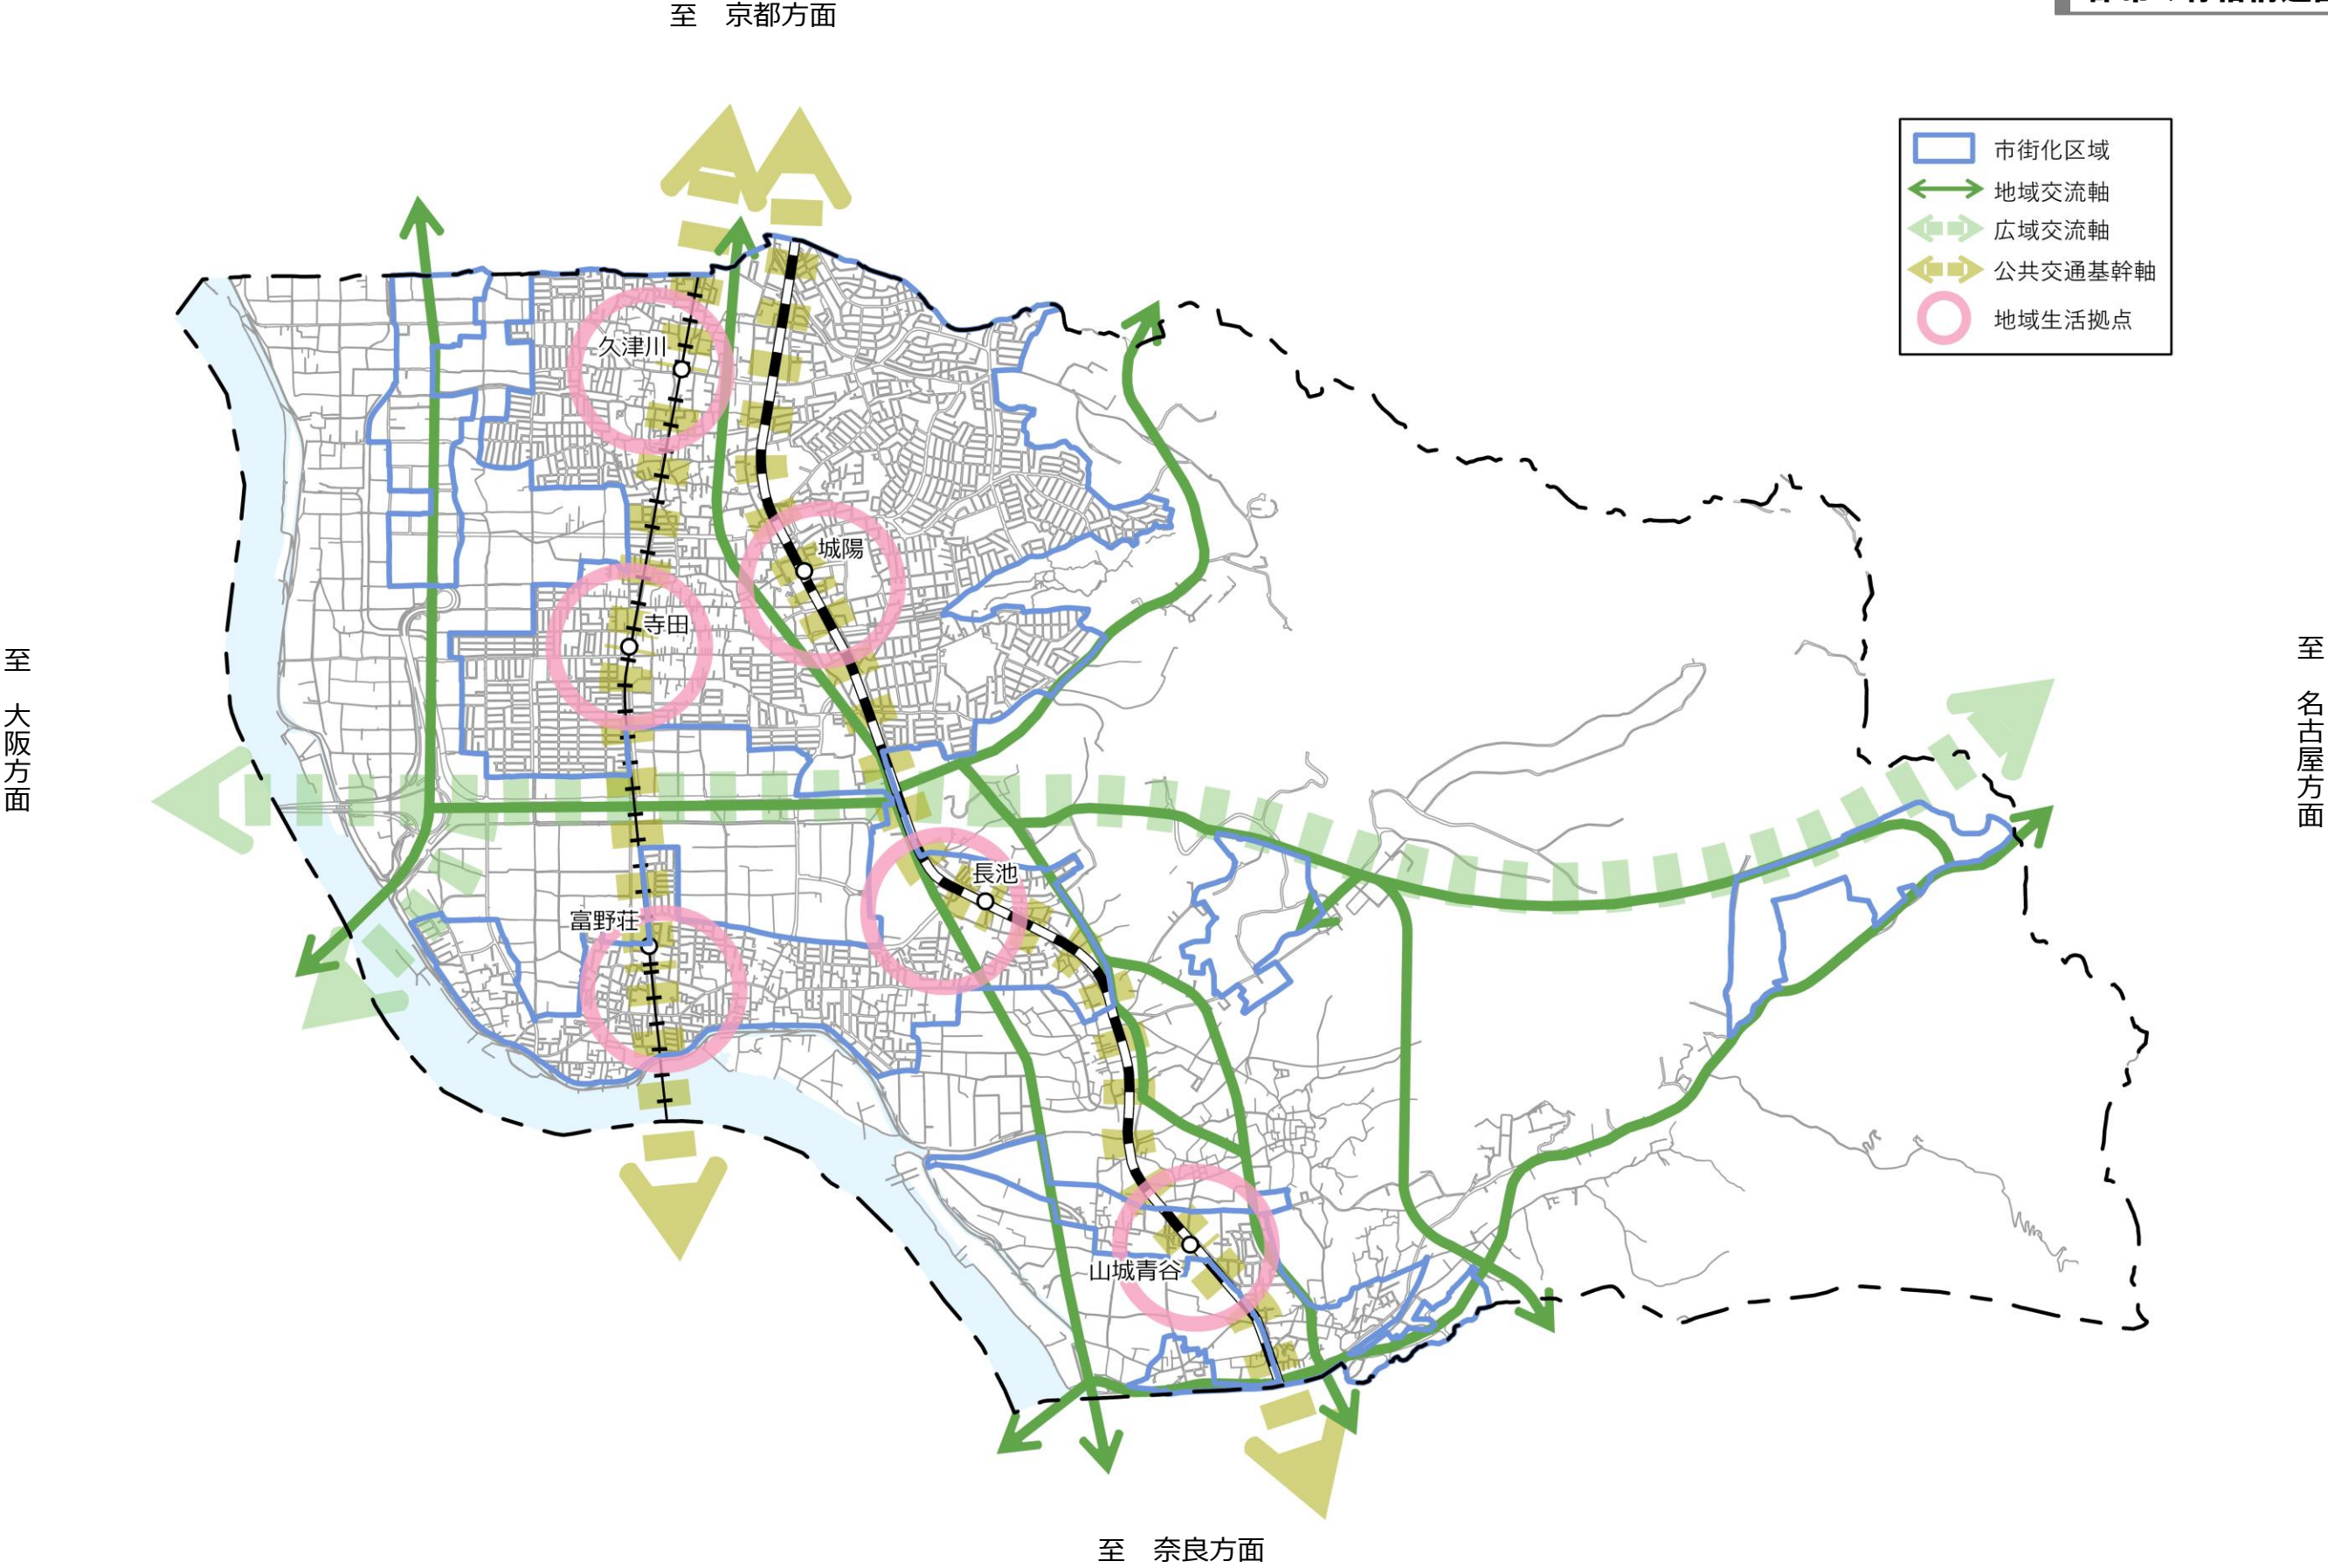 至　京都方面
市街化区域
地域交流軸
広域交流軸
公共交通基幹軸
地域生活拠点
久津川
城陽
寺田
至　大阪方面
至　名古屋方面
長池
富野荘
山城青谷
至　奈良方面